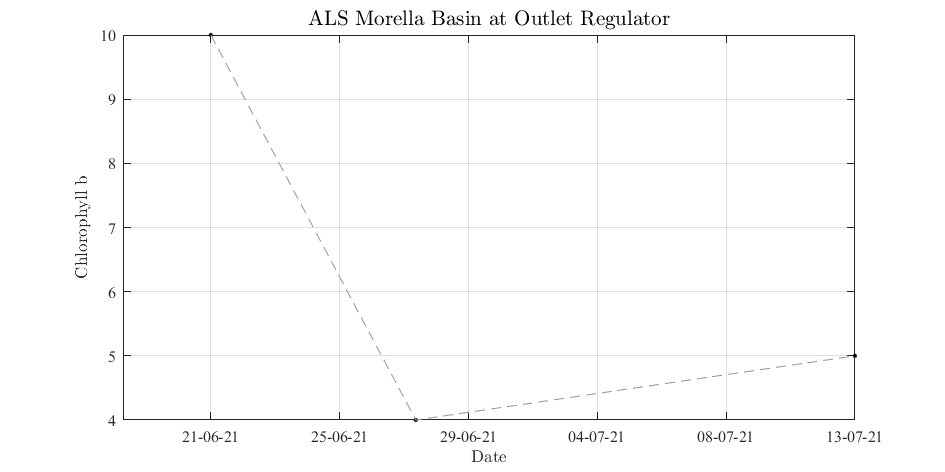 ALS Morella Basin at Outlet Regulator
10
9
8
7
6
5
4
Chlorophyll b
21-06-21 25-06-21 29-06-21 04-07-21 08-07-21 13-07-21
Date